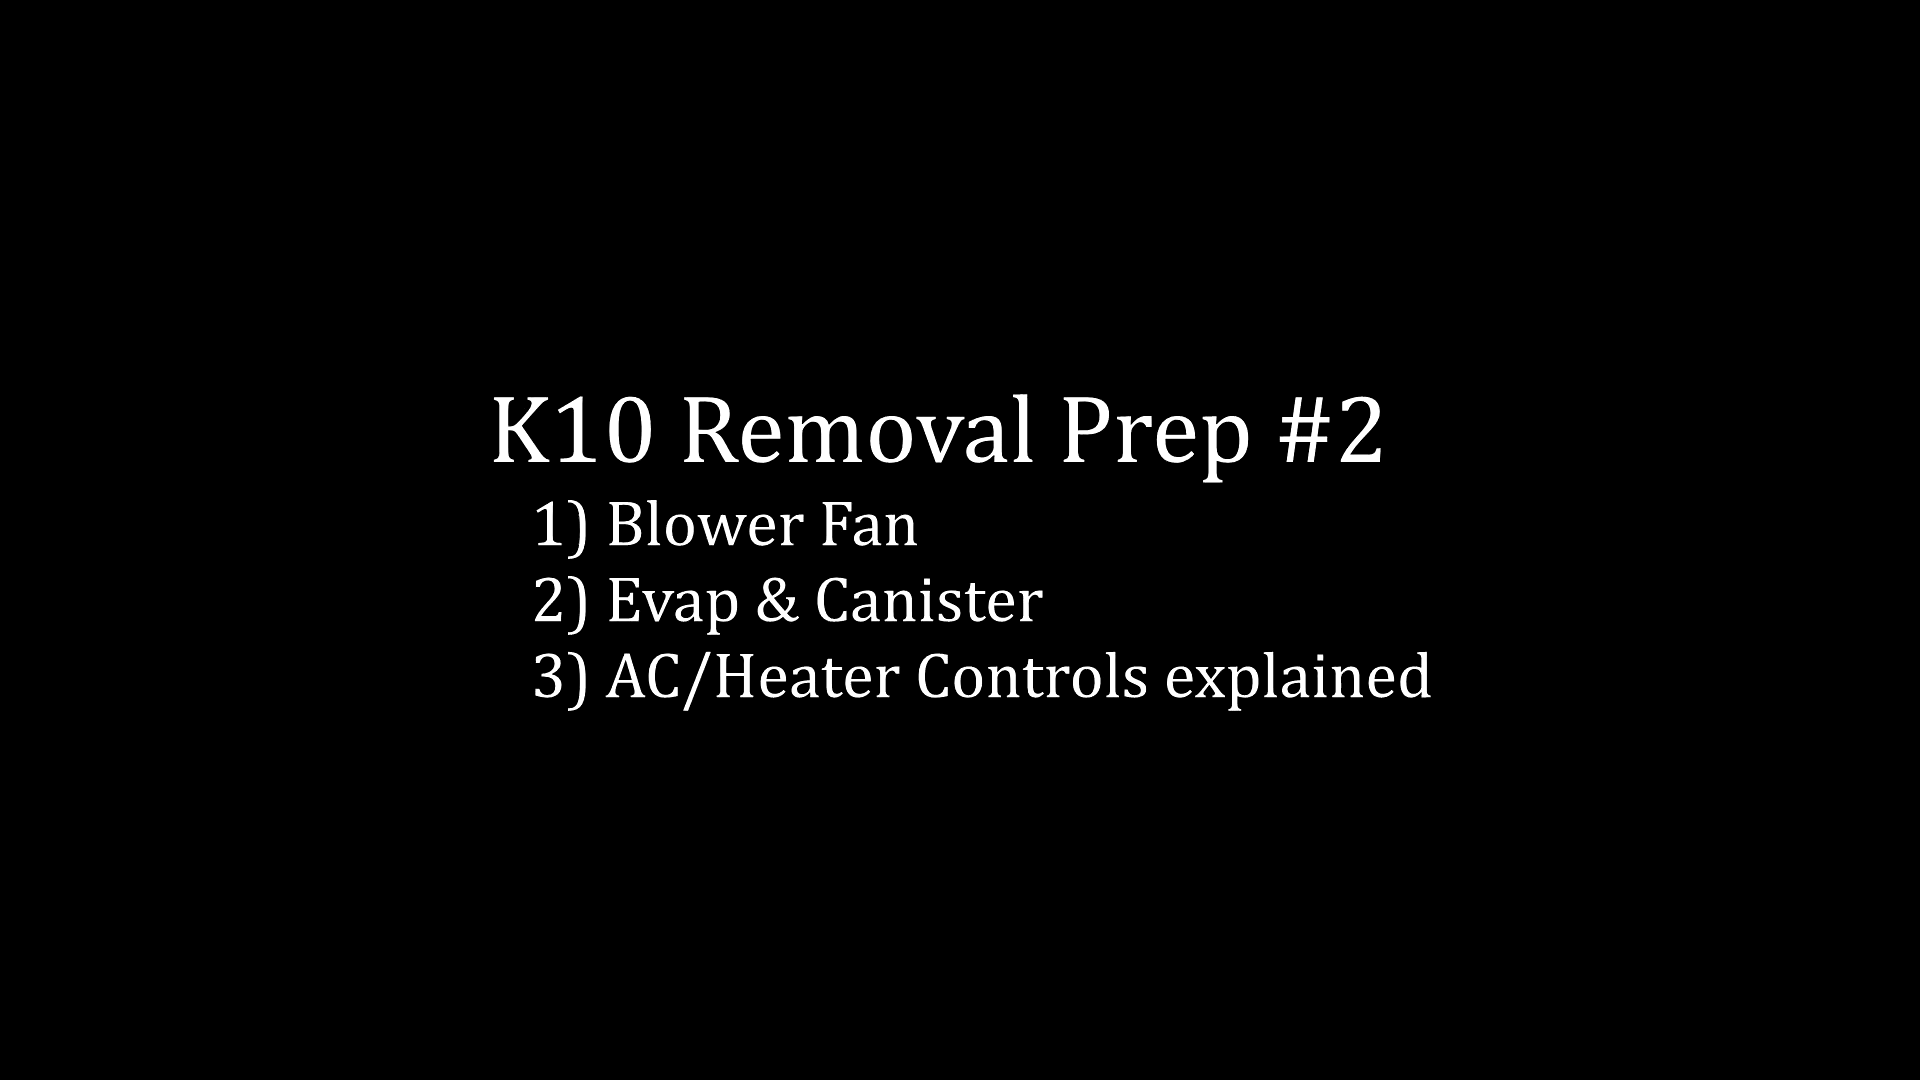 K10 Removal Prep #2
1) Blower Fan
2) Evap & Canister
3) AC/Heater Controls explained